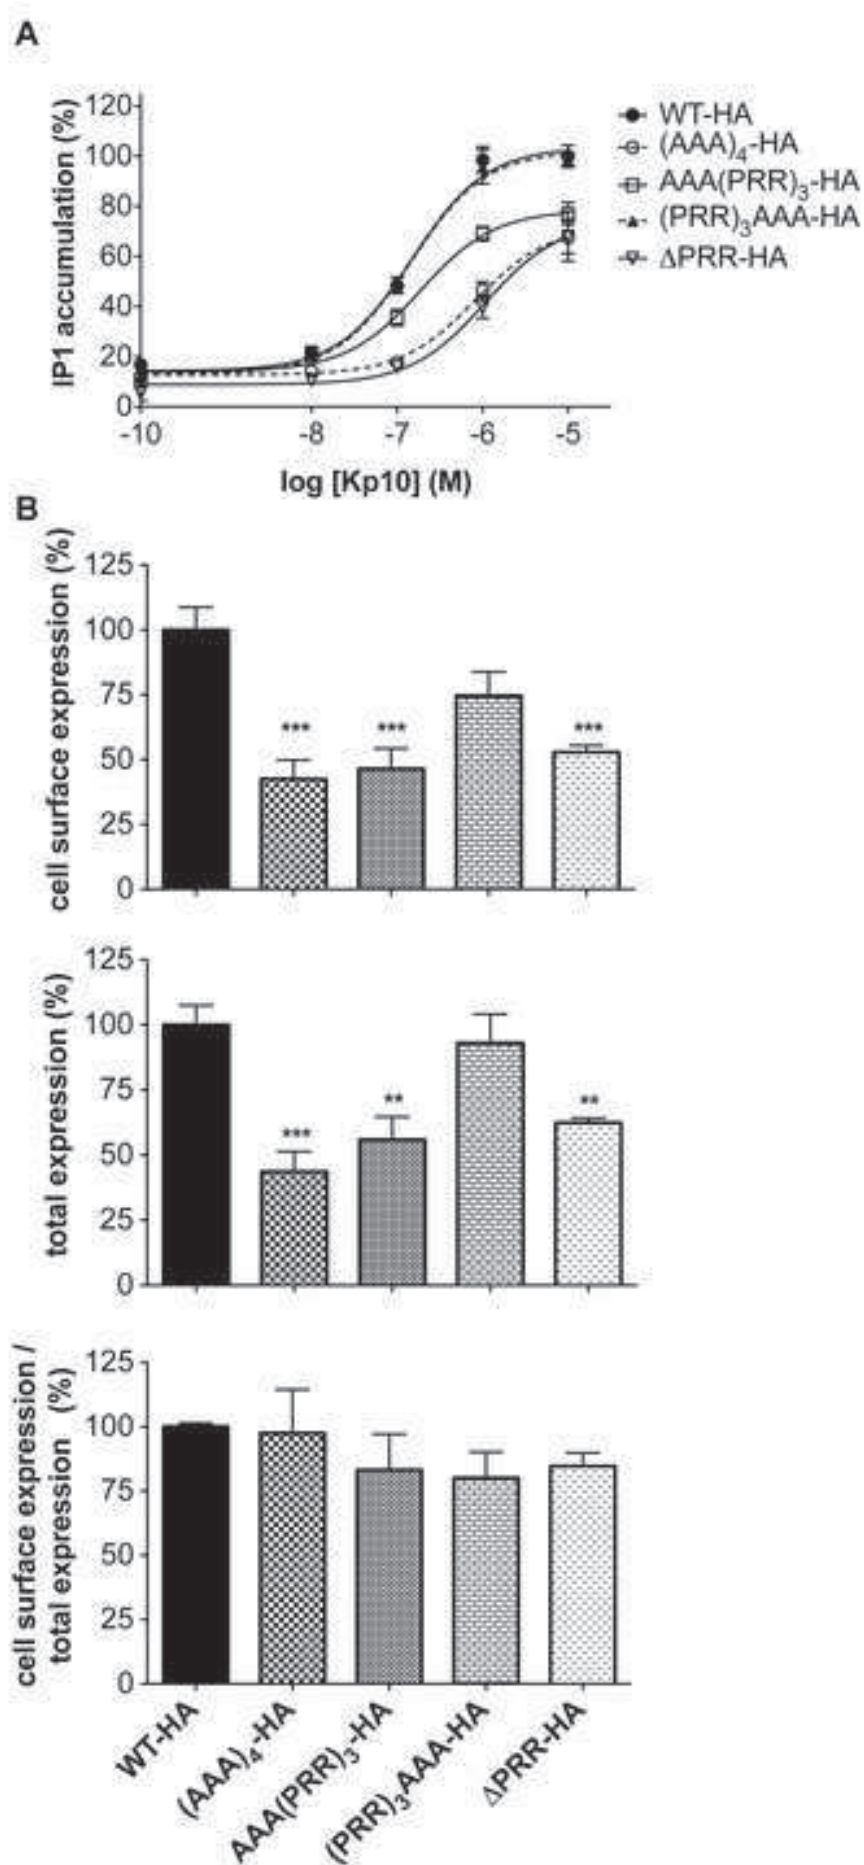 A
IP1 accumulation (%)
120
100
80
60
40
20
0
-10
-8
-7
-6
-5
log [Kp10] (M)
WT-HA
(AAA)₄-HA
AAA(PRR)₃-HA
(PRR)₃AAA-HA
ΔPRR-HA
B
cell surface expression (%)
125
100
75
50
25
0
***
***
***
total expression (%)
125
100
75
50
25
0
***
**
**
cell surface expression /
total expression (%)
125
100
75
50
25
0
WT-HA
(AAA)₄-HA
AAA(PRR)₃-HA
(PRR)₃AAA-HA
ΔPRR-HA